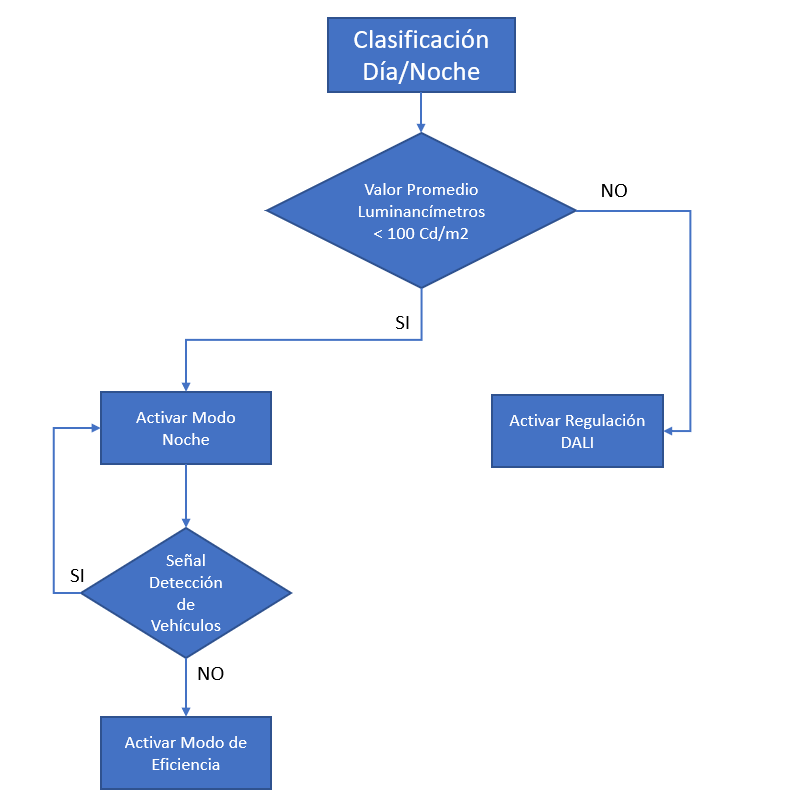 Clasificación
Día/Noche
Valor Promedio
Luminancímetros
< 100 Cd/m2
NO
SI
Activar Modo
Noche
Activar Regulación
DALI
Señal
Detección
de
Vehículos
SI
NO
Activar Modo de
Eficiencia